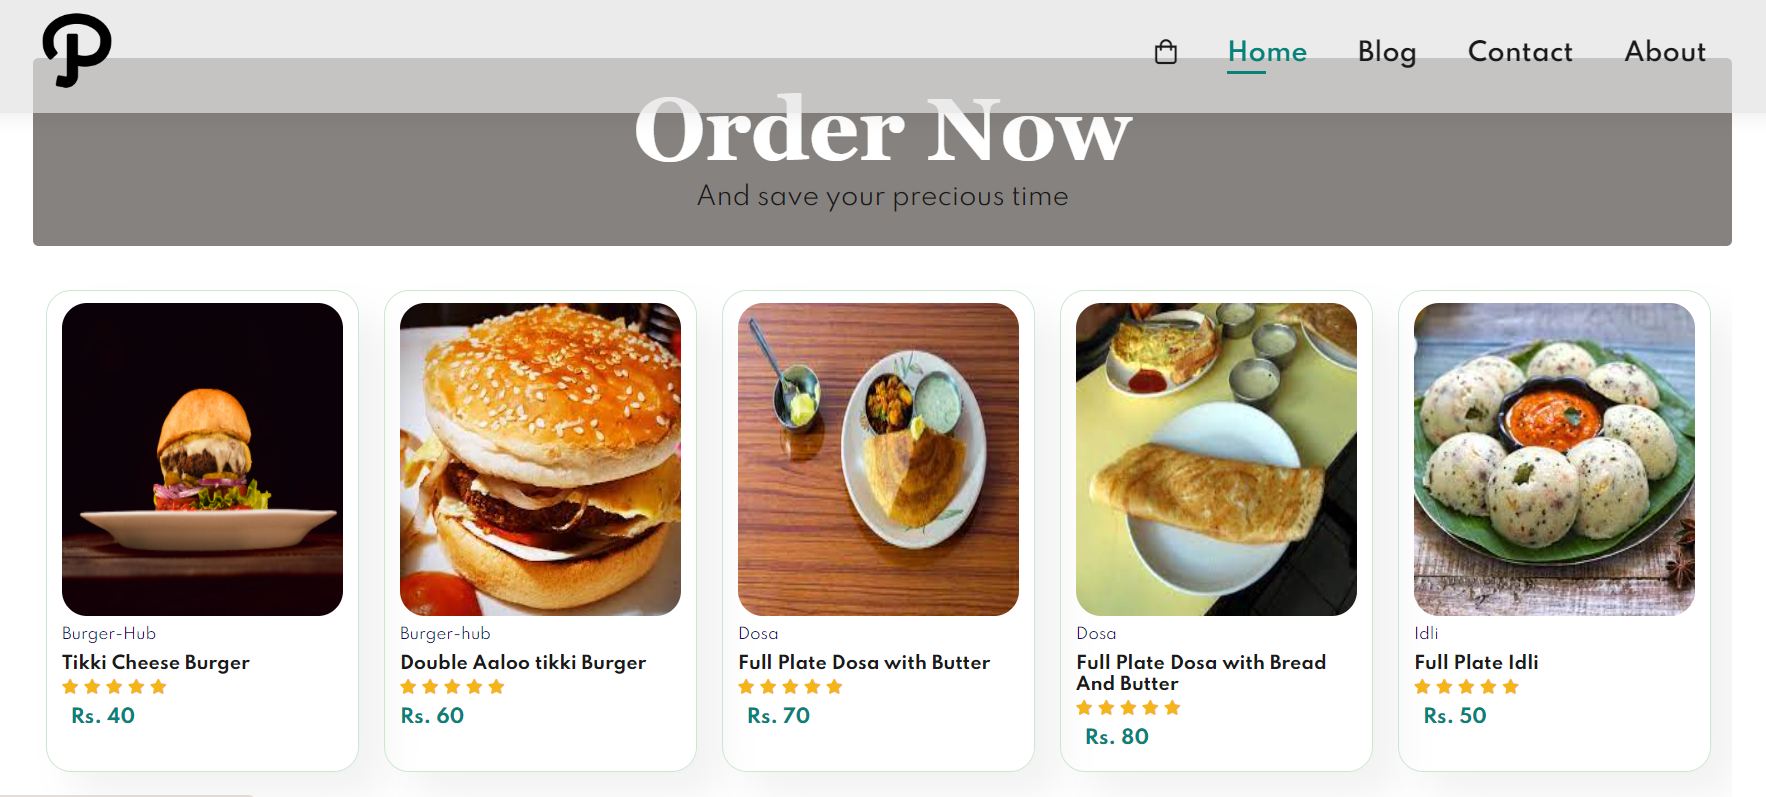 P
Home Blog Contact About
Order Now
And save your precious time
Burger-Hub
Tikki Cheese Burger
Rs. 40
Burger-hub
Double Aaloo tikki Burger
Rs. 60
Dosa
Full Plate Dosa with Butter
Rs. 70
Dosa
Full Plate Dosa with Bread
And Butter
Rs. 80
Idli
Full Plate Idli
Rs. 50